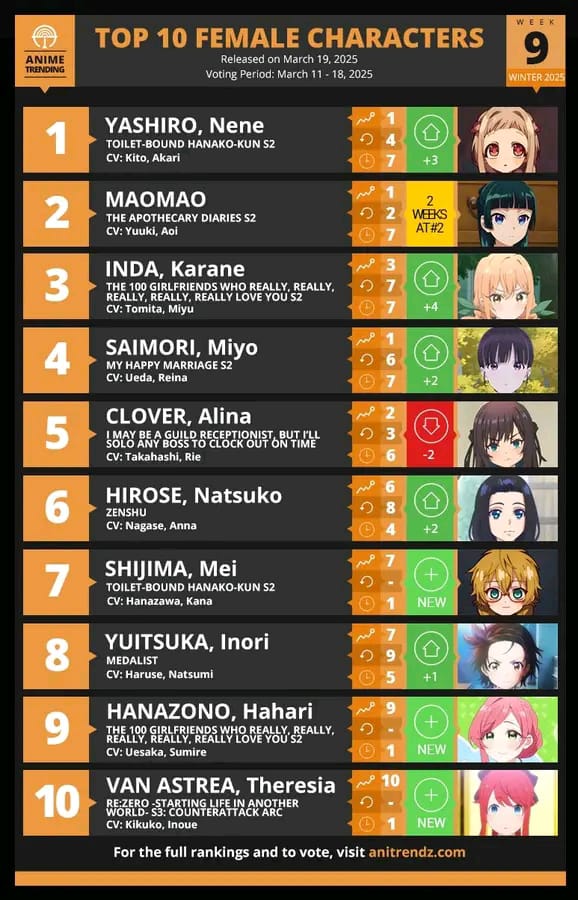 ANIME
TRENDING
TOP 10 FEMALE CHARACTERS
Released on March 19, 2025
Voting Period: March 11 - 18, 2025
WEEK
9
WINTER 2025
1
YASHIRO, Nene
TOILET-BOUND HANAKO-KUN S2
CV: Kito, Akari
1
4
7
+3
2
MAOMAO
THE APOTHECARY DIARIES S2
CV: Yuuki, Aoi
1
2
7
2
WEEKS
AT #2
3
INDA, Karane
THE 100 GIRLFRIENDS WHO REALLY, REALLY,
REALLY, REALLY, REALLY LOVE YOU S2
CV: Tomita, Miyu
3
7
7
+4
4
SAIMORI, Miyo
MY HAPPY MARRIAGE S2
CV: Ueda, Reina
1
6
7
+2
5
CLOVER, Alina
I MAY BE A GUILD RECEPTIONIST, BUT I'LL
SOLO ANY BOSS TO CLOCK OUT ON TIME
CV: Takahashi, Rie
2
3
6
-2
6
HIROSE, Natsuko
ZENSHU
CV: Nagase, Anna
6
8
4
+2
7
SHIJIMA, Mei
TOILET-BOUND HANAKO-KUN S2
CV: Hanazawa, Kana
7
-
1
NEW
8
YUITSUKA, Inori
MEDALIST
CV: Haruse, Natsumi
7
9
5
+1
9
HANAZONO, Hahari
THE 100 GIRLFRIENDS WHO REALLY, REALLY,
REALLY, REALLY, REALLY LOVE YOU S2
CV: Uesaka, Sumire
9
-
1
NEW
10
VAN ASTREA, Theresia
RE:ZERO -STARTING LIFE IN ANOTHER
WORLD- S3: COUNTERATTACK ARC
CV: Kikuko, Inoue
10
-
1
NEW
For the full rankings and to vote, visit anitrendz.com